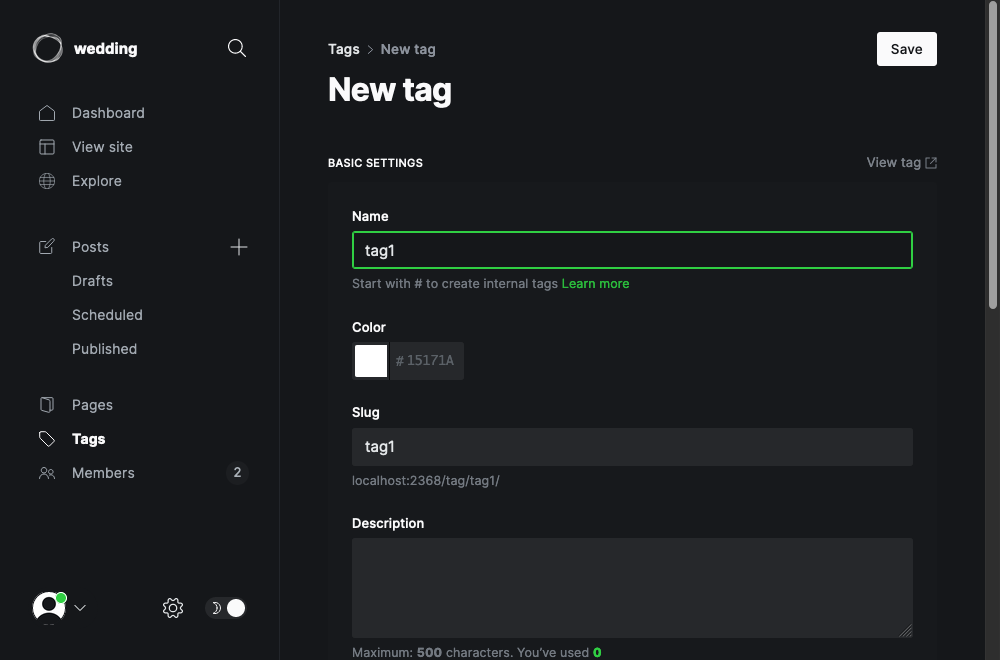 wedding
Dashboard
View site
Explore
Posts
Drafts
Scheduled
Published
Pages
Tags
Members 2
Tags > New tag
Save
New tag
BASIC SETTINGS
View tag
Name
tag1
Start with # to create internal tags Learn more
Color
# 15171A
Slug
tag1
localhost:2368/tag/tag1/
Description
Maximum: 500 characters. You've used 0